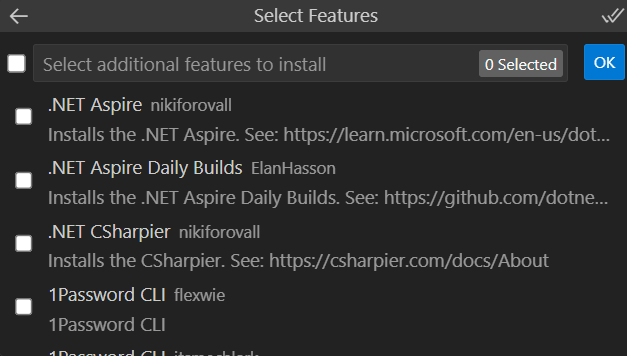 Select Features
Select additional features to install
0 Selected
OK
.NET Aspire nikiforovall
Installs the .NET Aspire. See: https://learn.microsoft.com/en-us/dot...
.NET Aspire Daily Builds ElanHasson
Installs the .NET Aspire Daily Builds. See: https://github.com/dotne...
.NET CSharpier nikiforovall
Installs the CSharpier. See: https://csharpier.com/docs/About
1Password CLI flexwie
1Password CLI
1Password CLI